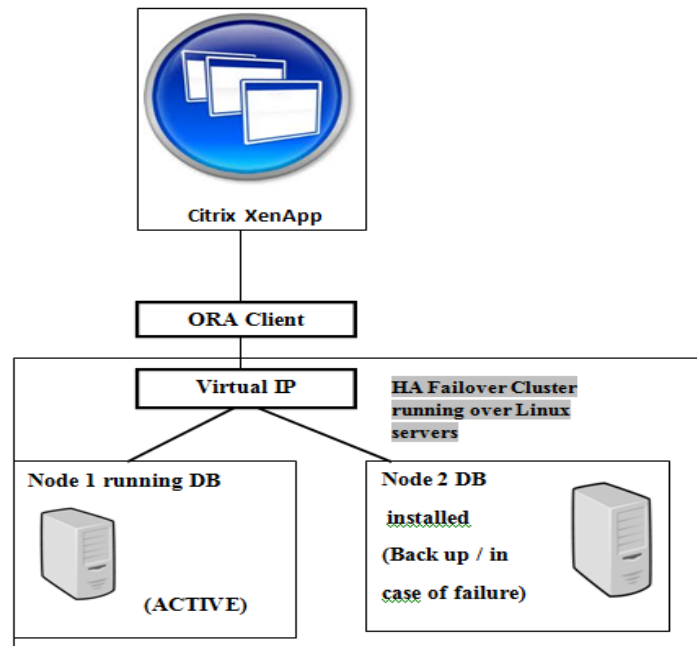 Citrix XenApp
ORA Client
Virtual IP
HA Failover Cluster
running over Linux
servers
Node 1 running DB
(ACTIVE)
Node 2 DB
installed
(Back up / in
case of failure)